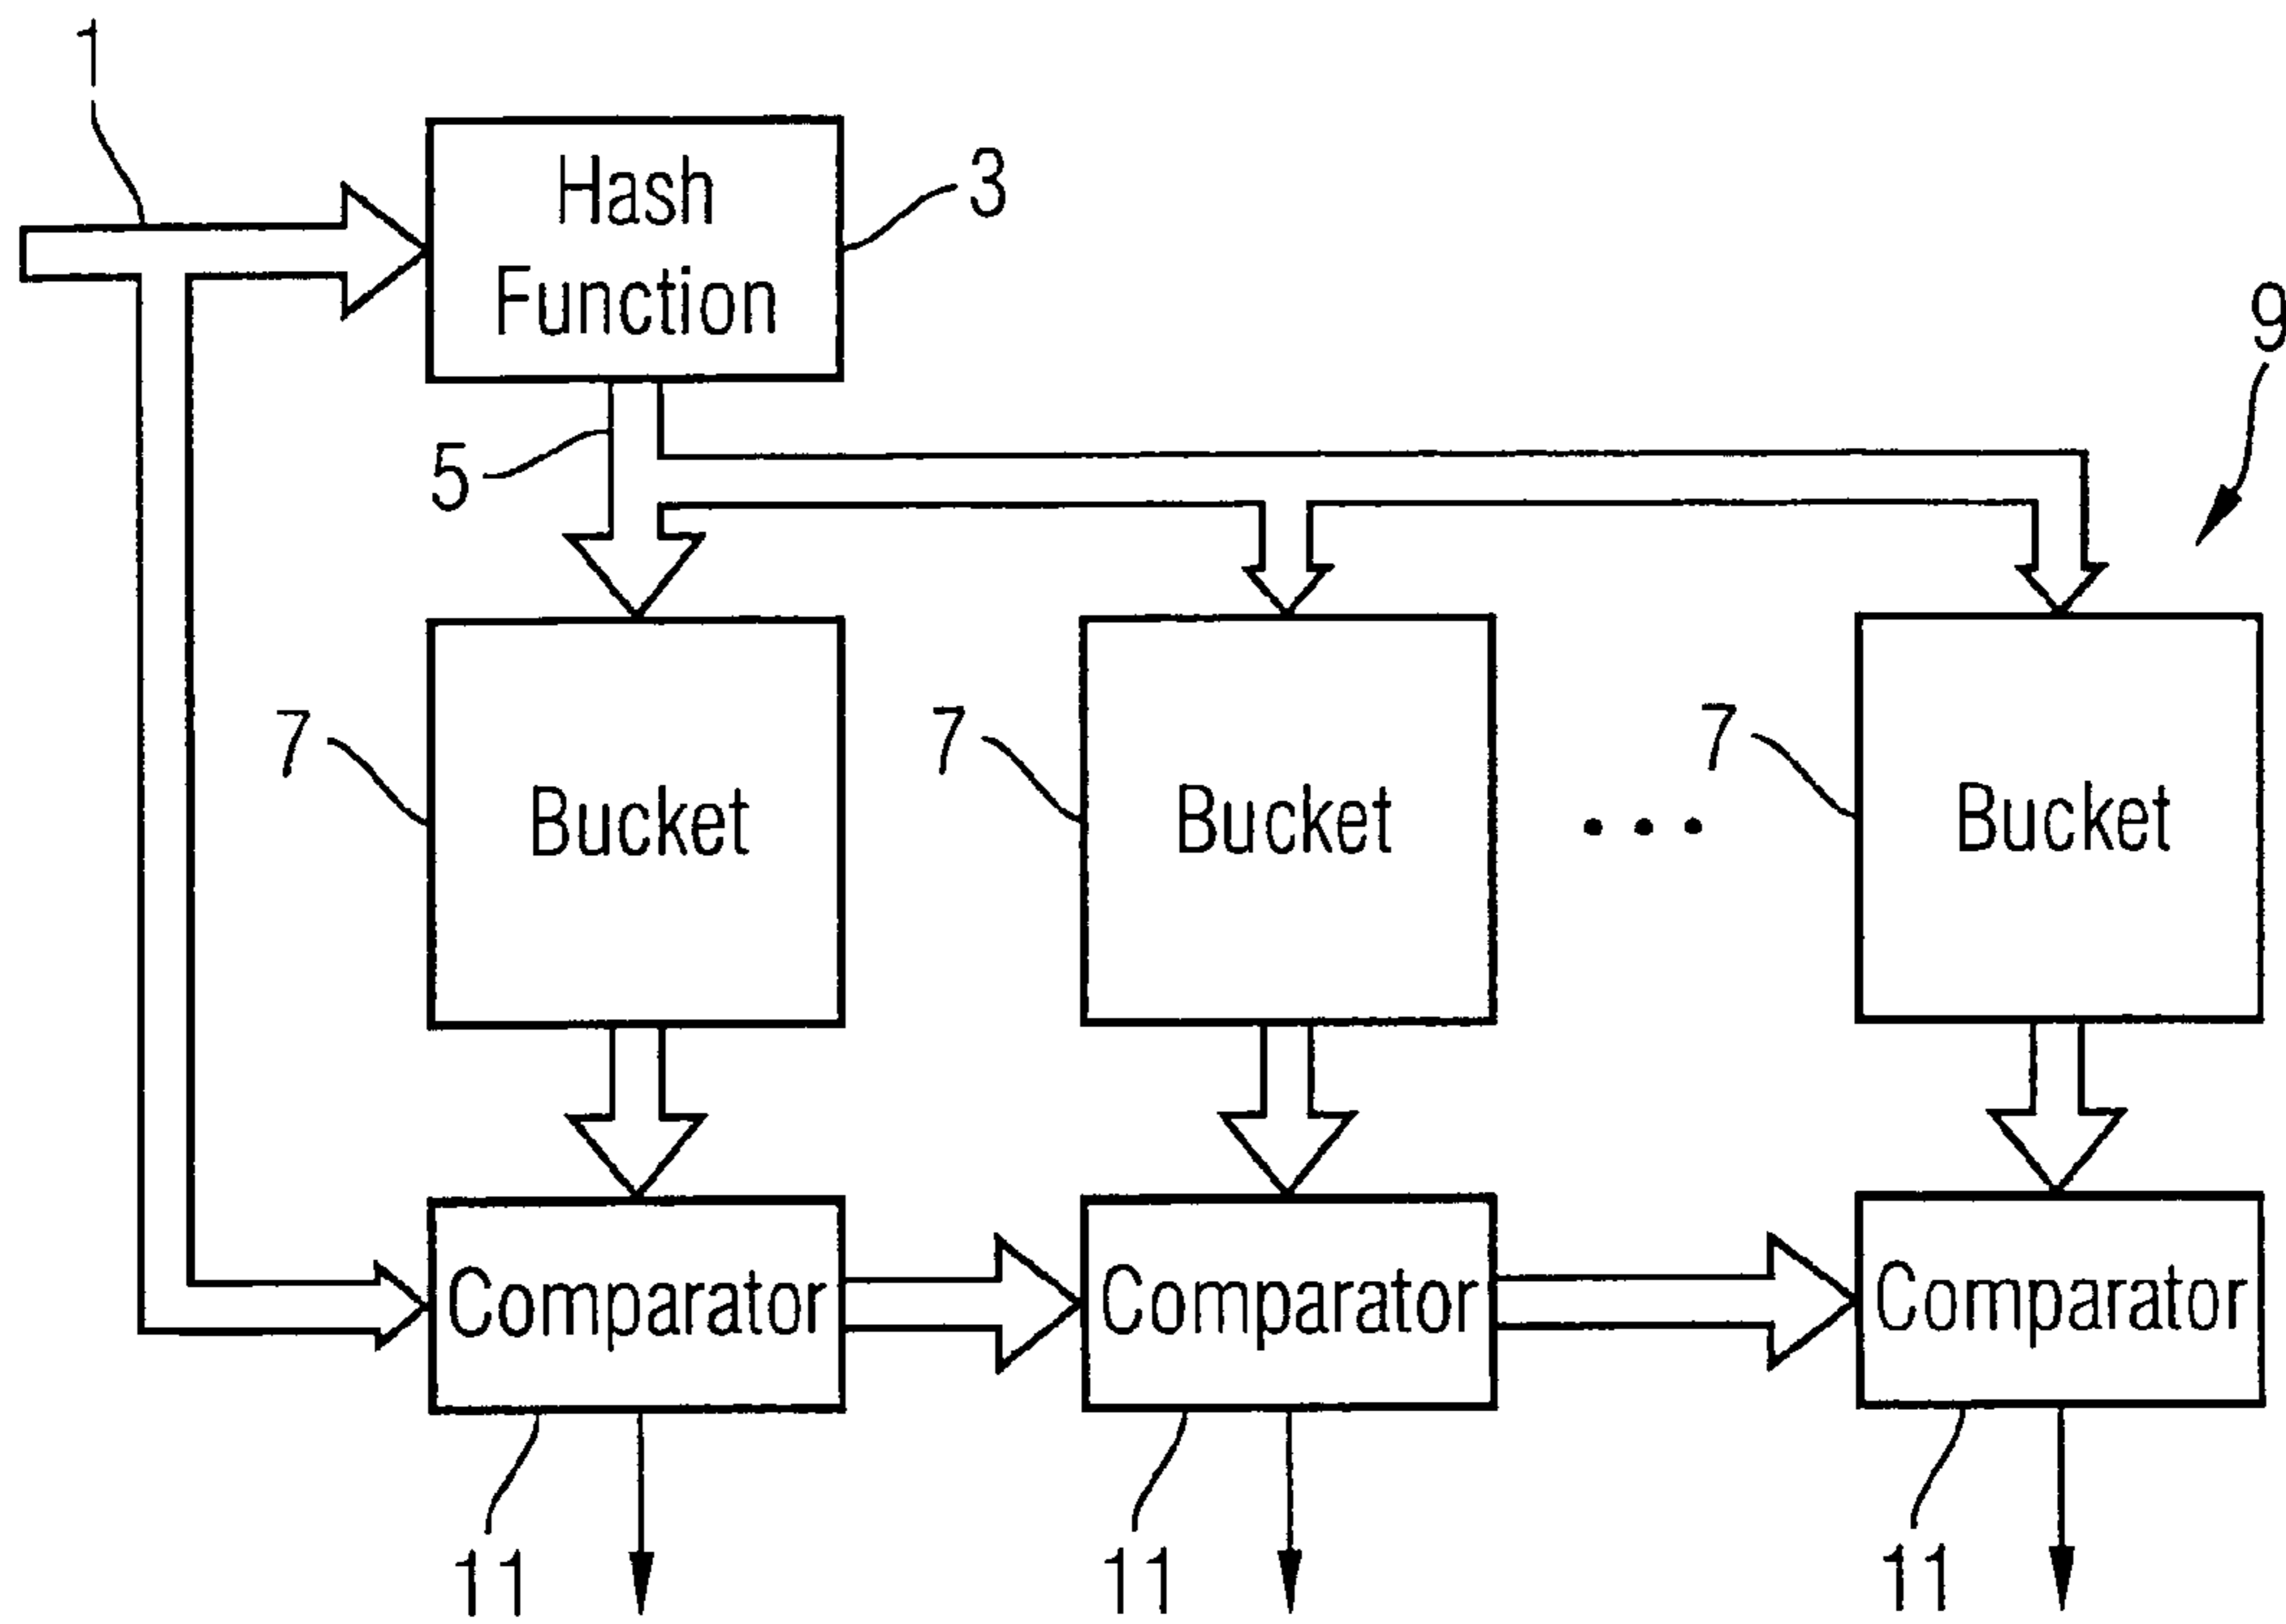 1
Hash
Function
3
9
5
7
7
7
Bucket
Bucket
• • •
Bucket
Comparator
Comparator
Comparator
11
11
11